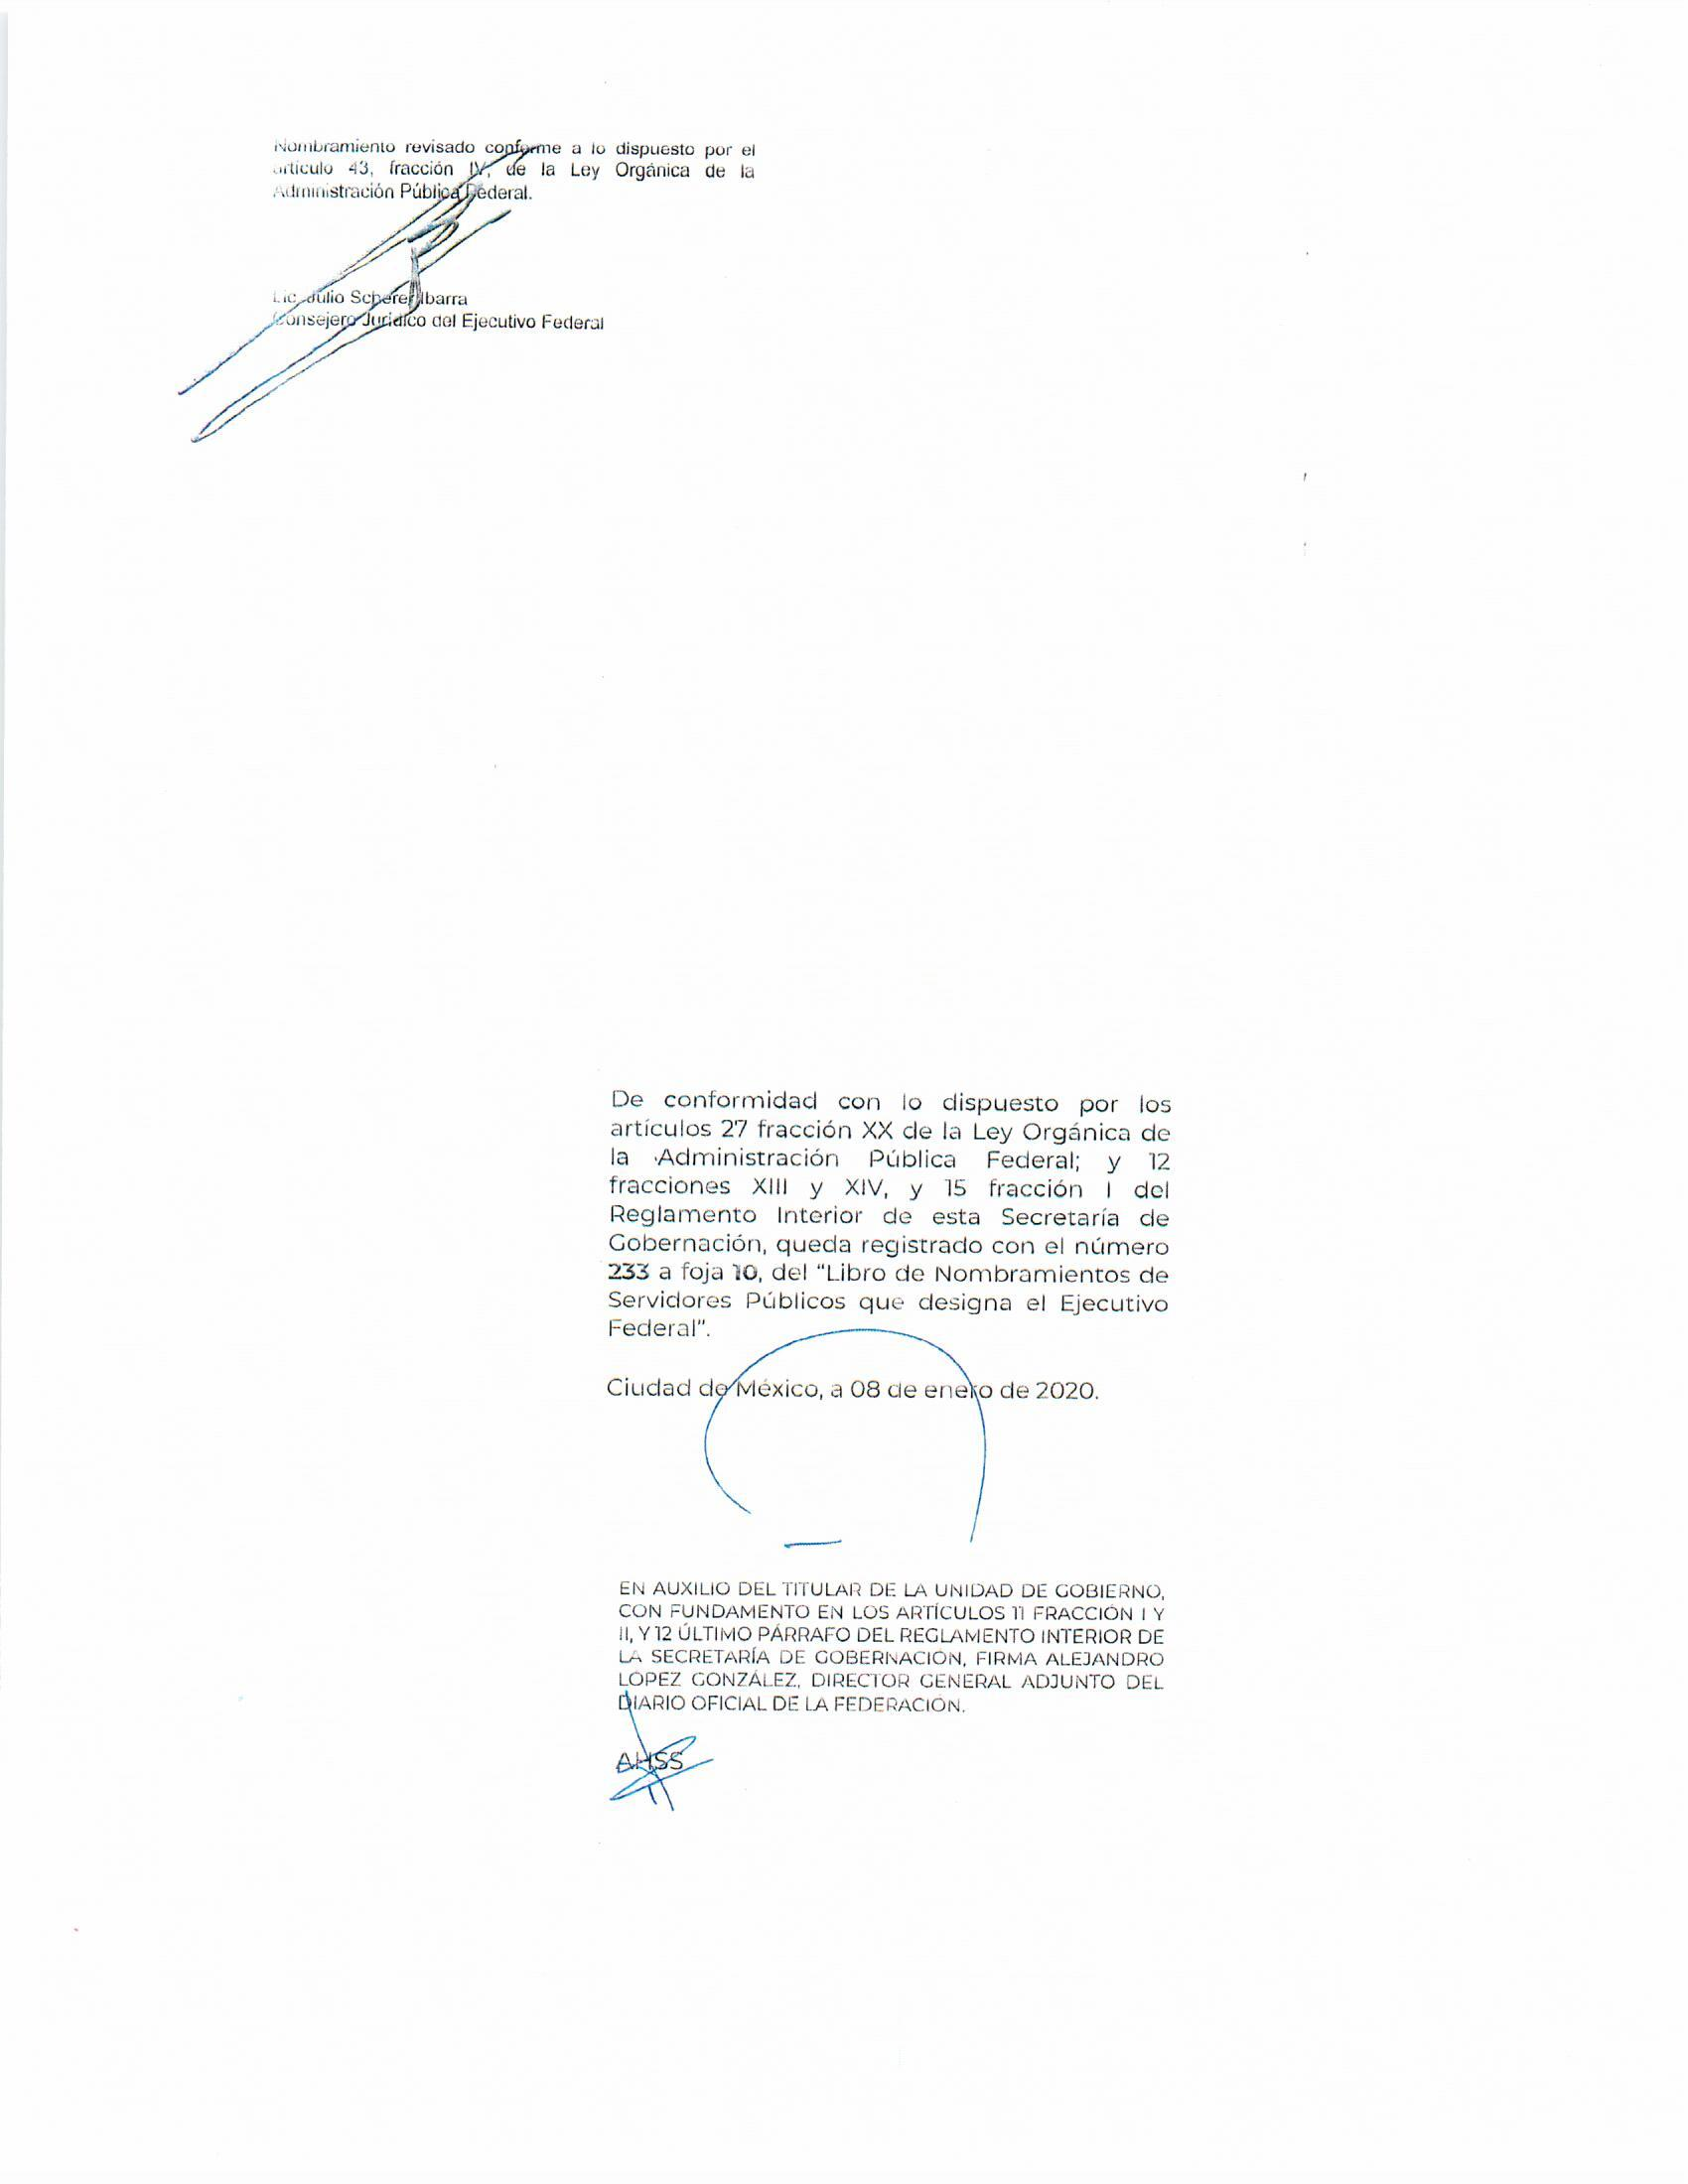 Nombramiento revisado conforme a lo dispuesto por el
artículo 43, fracción IV, de la Ley Orgánica de la
Administración Pública Federal.
Lic. Julio Scherer Ibarra
Consejero Jurídico del Ejecutivo Federal
De conformidad con lo dispuesto por los
artículos 27 fracción XX de la Ley Orgánica de
la Administración Pública Federal; y 12
fracciones XIII y XIV, y 15 fracción I del
Reglamento Interior de esta Secretaría de
Gobernación, queda registrado con el número
233 a foja 10, del “Libro de Nombramientos de
Servidores Públicos que designa el Ejecutivo
Federal”.
Ciudad de México, a 08 de enero de 2020.
EN AUXILIO DEL TITULAR DE LA UNIDAD DE GOBIERNO,
CON FUNDAMENTO EN LOS ARTÍCULOS 11 FRACCIÓN I Y
II, Y 12 ÚLTIMO PÁRRAFO DEL REGLAMENTO INTERIOR DE
LA SECRETARÍA DE GOBERNACIÓN, FIRMA ALEJANDRO
LÓPEZ GONZÁLEZ, DIRECTOR GENERAL ADJUNTO DEL
DIARIO OFICIAL DE LA FEDERACIÓN.
AHSS